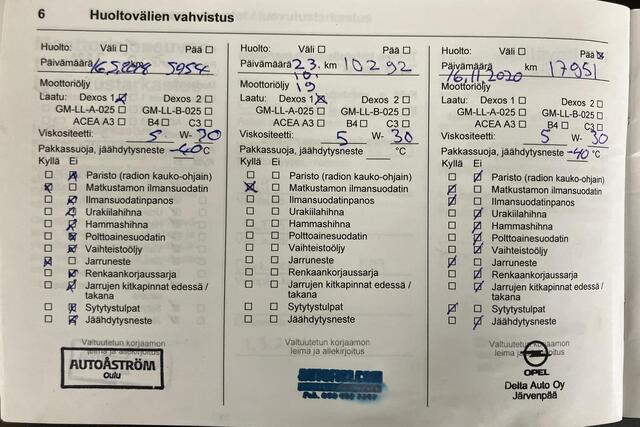 6 Huoltovälien vahvistus
Huolto: Väli Pää
Päivämäärä 16.5.2018 km 5955
Moottoriöljy
Laatu: Dexos 1 Dexos 2
GM-LL-A-025 GM-LL-B-025
ACEA A3 B4 C3
Viskositeetti: 5 W- 30
Pakkassuoja, jäähdytysneste -40 °C
Kyllä Ei
Paristo (radion kauko-ohjain)
Matkustamon ilmansuodatin
Ilmansuodatinpanos
Urakiilahihna
Hammashihna
Polttoainesuodatin
Vaihteistoöljy
Jarruneste
Renkaankorjaussarja
Jarrujen kitkapinnat edessä /
takana
Sytytystulpat
Jäähdytysneste
Valtuutetun korjaamon
leima ja allekirjoitus
AUTOÅSTRÖM
Oulu
Huolto: Väli Pää
Päivämäärä 23. km 10292
10.
Moottoriöljy 19
Laatu: Dexos 1 Dexos 2
GM-LL-A-025 GM-LL-B-025
ACEA A3 B4 C3
Viskositeetti: 5 W- 30
Pakkassuoja, jäähdytysneste °C
Kyllä Ei
Paristo (radion kauko-ohjain)
Matkustamon ilmansuodatin
Ilmansuodatinpanos
Urakiilahihna
Hammashihna
Polttoainesuodatin
Vaihteistoöljy
Jarruneste
Renkaankorjaussarja
Jarrujen kitkapinnat edessä /
takana
Sytytystulpat
Jäähdytysneste
Valtuutetun korjaamon
leima ja allekirjoitus
Huolto: Väli Pää
Päivämäärä 16.11.2020 km 17951
Moottoriöljy
Laatu: Dexos 1 Dexos 2
GM-LL-A-025 GM-LL-B-025
ACEA A3 B4 C3
Viskositeetti: 5 W- 30
Pakkassuoja, jäähdytysneste -40 °C
Kyllä Ei
Paristo (radion kauko-ohjain)
Matkustamon ilmansuodatin
Ilmansuodatinpanos
Urakiilahihna
Hammashihna
Polttoainesuodatin
Vaihteistoöljy
Jarruneste
Renkaankorjaussarja
Jarrujen kitkapinnat edessä /
takana
Sytytystulpat
Jäähdytysneste
Valtuutetun korjaamon
leima ja allekirjoitus
OPEL
Delta Auto Oy
Järvenpää